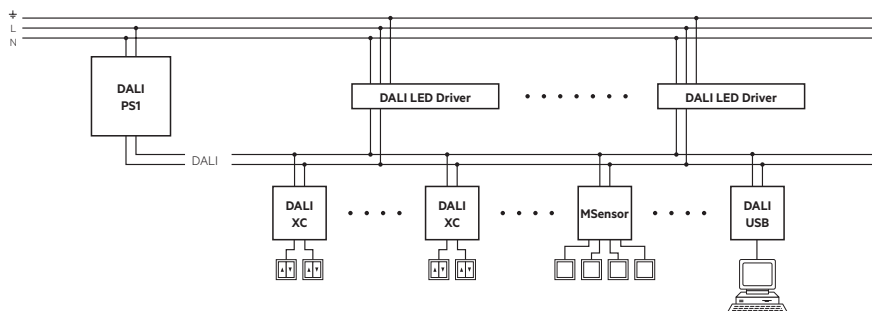 L
N
DALI
PS1
DALI LED Driver
DALI LED Driver
DALI
DALI
XC
DALI
XC
MSensor
DALI
USB